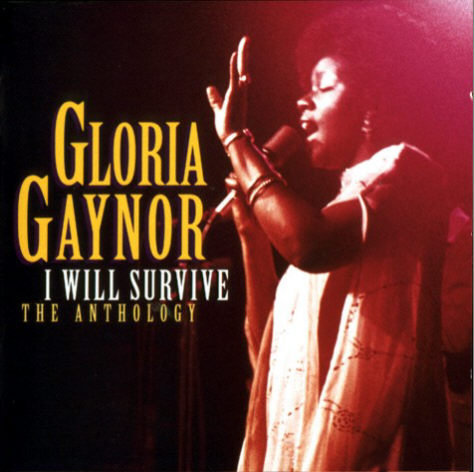 GLORIA
GAYNOR
I WILL SURVIVE
THE ANTHOLOGY